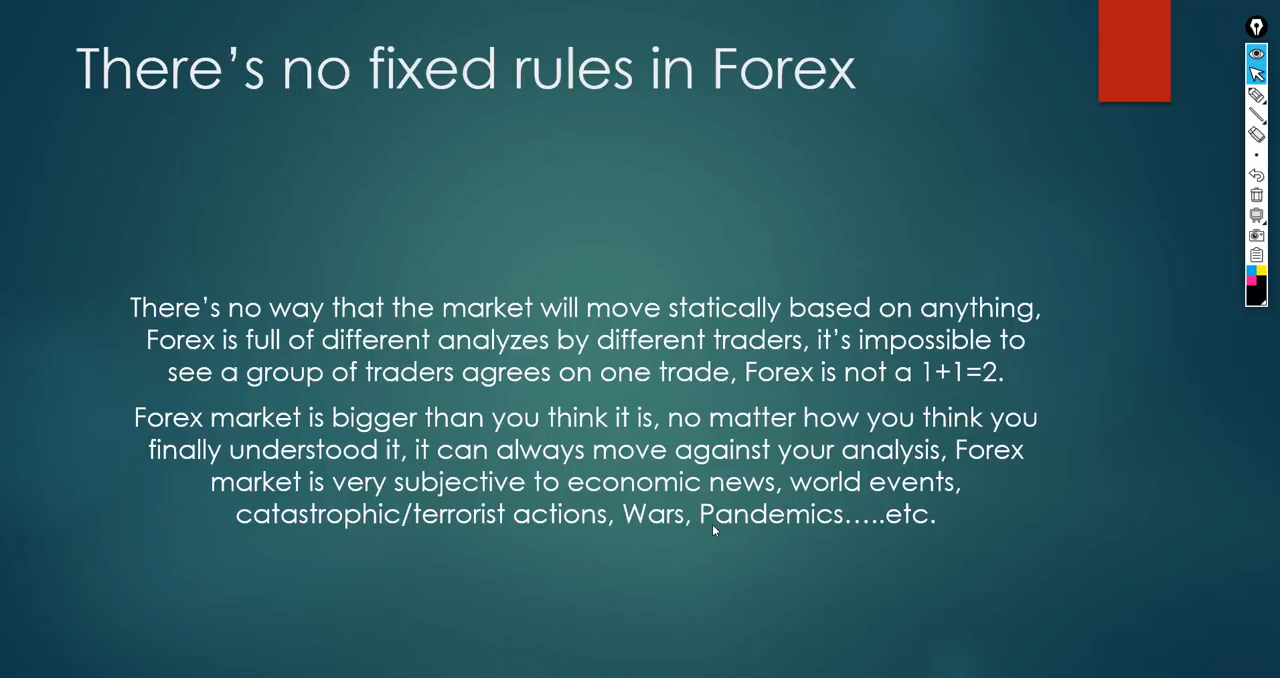 There’s no fixed rules in Forex
There’s no way that the market will move statically based on anything,
Forex is full of different analyzes by different traders, it’s impossible to
see a group of traders agrees on one trade, Forex is not a 1+1=2.
Forex market is bigger than you think it is, no matter how you think you
finally understood it, it can always move against your analysis, Forex
market is very subjective to economic news, world events,
catastrophic/terrorist actions, Wars, Pandemics…..etc.